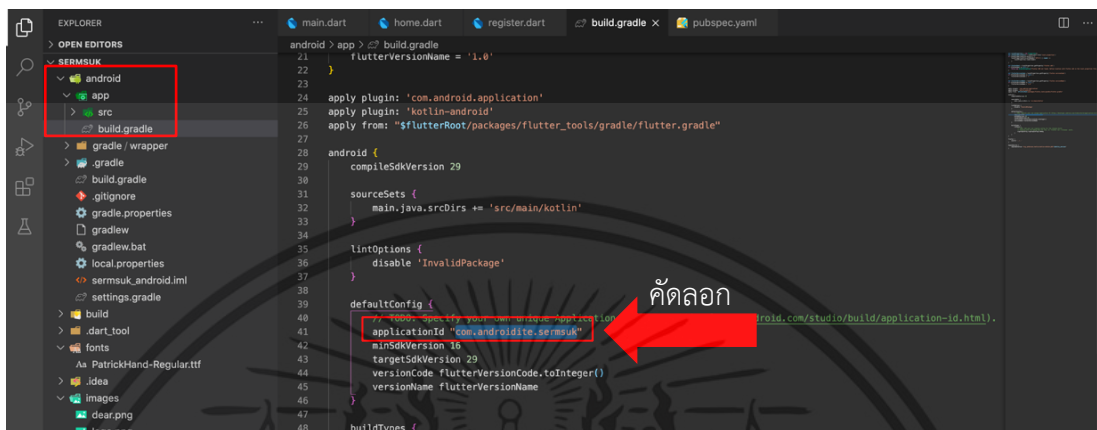 EXPLORER ...
main.dart home.dart register.dart build.gradle × pubspec.yaml ...
> OPEN EDITORS
android > app > build.gradle
SERMSUK
android
app
src
build.gradle
gradle / wrapper
.gradle
build.gradle
.gitignore
gradle.properties
gradlew
gradlew.bat
local.properties
sermsuk_android.iml
settings.gradle
build
.dart_tool
fonts
Aa PatrickHand-Regular.ttf
.idea
images
dear.png
21 flutterVersionName = '1.0'
22 }
23
24 apply plugin: 'com.android.application'
25 apply plugin: 'kotlin-android'
26 apply from: "$flutterRoot/packages/flutter_tools/gradle/flutter.gradle"
27
28 android {
29 compileSdkVersion 29
30
31 sourceSets {
32 main.java.srcDirs += 'src/main/kotlin'
33 }
34
35 lintOptions {
36 disable 'InvalidPackage'
37 }
38
39 defaultConfig {
40 // TODO: Specify your own unique Application droid.com/studio/build/application-id.html).
41 applicationId "com.androidite.sermsuk"
42 minSdkVersion 16
43 targetSdkVersion 29
44 versionCode flutterVersionCode.toInteger()
45 versionName flutterVersionName
46 }
47
48 buildTypes {
คัดลอก